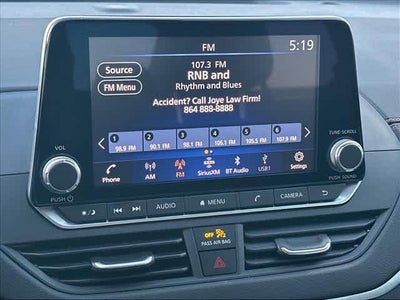 FM
5:19
Source
107.3 FM
RNB and
FM Menu
Rhythm and Blues
Accident? Call Joye Law Firm!
864 888-8888
VOL
TUNE·SCROLL
1 2 3 4 5 6
98.9 FM 90.1 FM 98.1 FM 106.1 FM 105.5 FM 107.9 FM
Phone AM FM SiriusXM BT Audio USB1 Settings
PUSH
PUSH SOUND
AUDIO MENU CAMERA
OFF
PASS AIR BAG